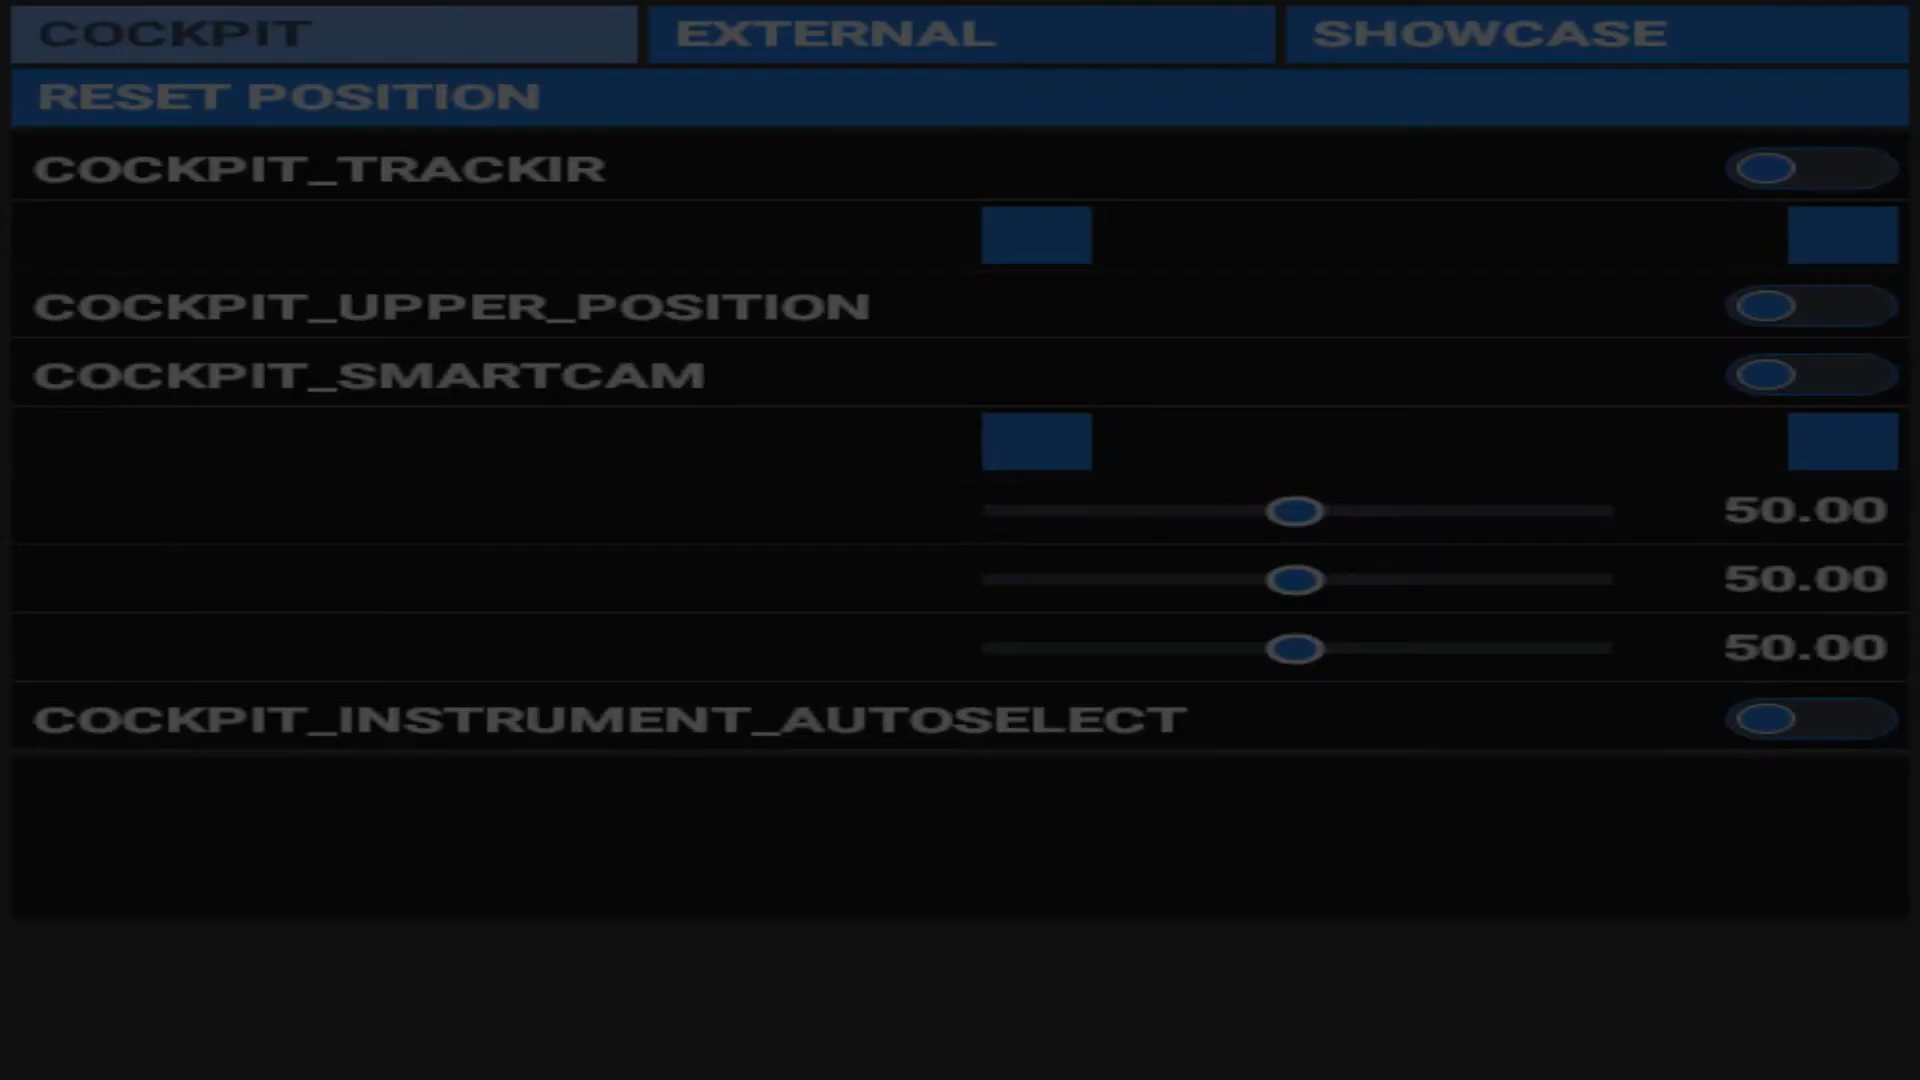 COCKPIT EXTERNAL SHOWCASE
RESET POSITION
COCKPIT_TRACKIR
COCKPIT_UPPER_POSITION
COCKPIT_SMARTCAM
50.00
50.00
50.00
COCKPIT_INSTRUMENT_AUTOSELECT